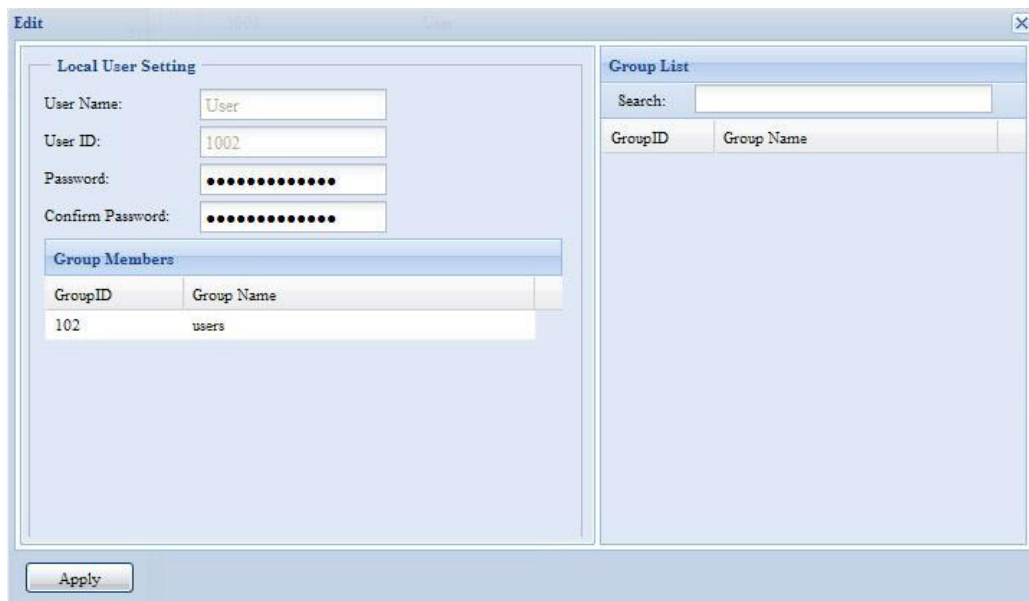 Edit
Local User Setting
User Name: User
User ID: 1002
Password: ●●●●●●●●●●●●●
Confirm Password: ●●●●●●●●●●●●●
Group Members
GroupID Group Name
102 users
Group List
Search:
GroupID Group Name
Apply